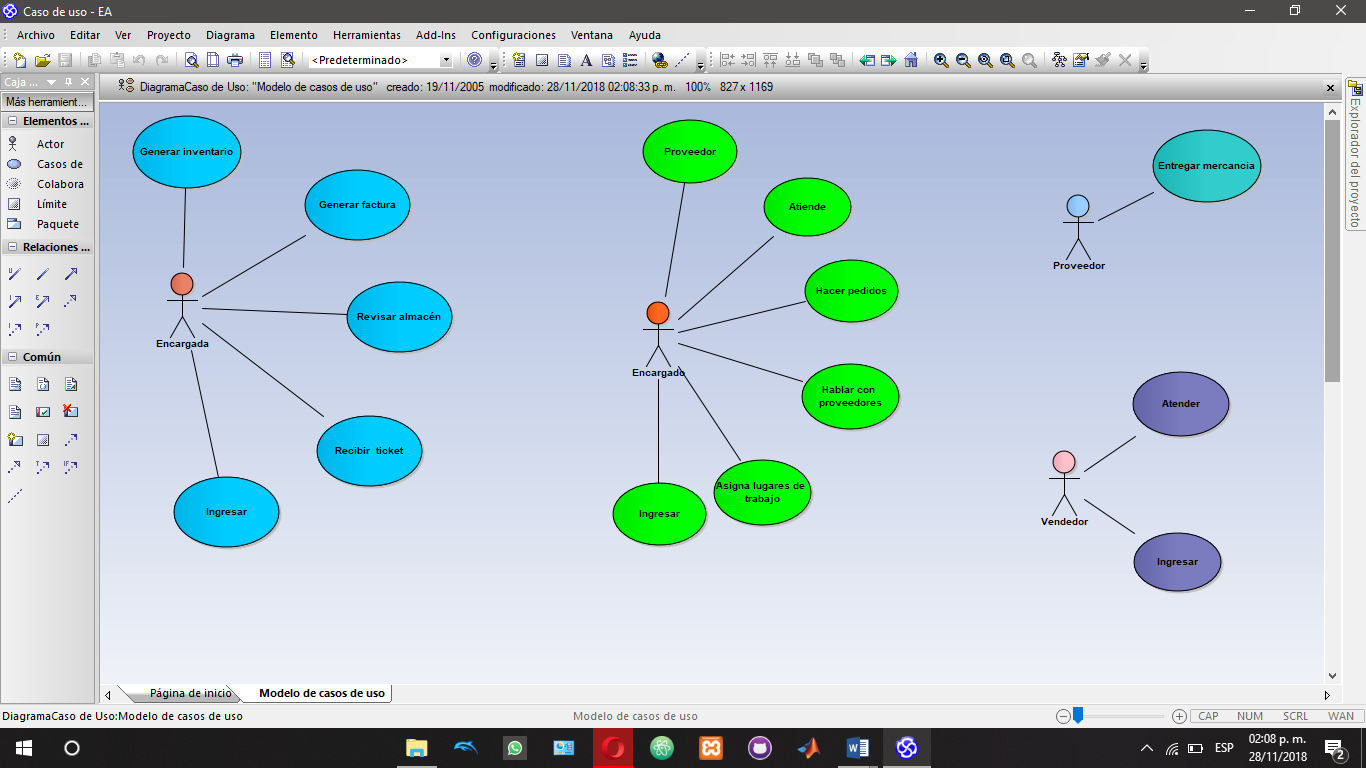 Caso de uso - EA
Archivo Editar Ver Proyecto Diagrama Elemento Herramientas Add-Ins Configuraciones Ventana Ayuda
<Predeterminado>
Caja ...
DiagramaCaso de Uso: "Modelo de casos de uso" creado: 19/11/2005 modificado: 28/11/2018 02:08:33 p. m. 100% 827 x 1169
Más herramient...
Elementos ...
Actor
Casos de
Colabora
Límite
Paquete
Relaciones ...
Común
Generar inventario
Generar factura
Revisar almacén
Encargada
Recibir ticket
Ingresar
Proveedor
Atiende
Hacer pedidos
Encargado
Hablar con
proveedores
Asigna lugares de
trabajo
Ingresar
Entregar mercancia
Proveedor
Atender
Vendedor
Ingresar
Explorador del proyecto
Página de inicio Modelo de casos de uso
DiagramaCaso de Uso:Modelo de casos de uso Modelo de casos de uso CAP NUM SCRL WAN
ESP
02:08 p. m.
28/11/2018
2